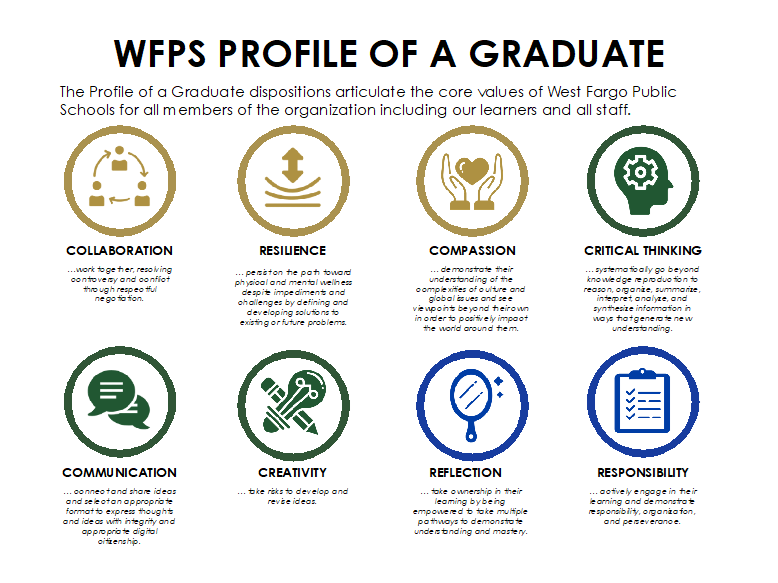 WFPS PROFILE OF A GRADUATE
The Profile of a Graduate dispositions articulate the core values of West Fargo Public
Schools for all members of the organization including our learners and all staff.
COLLABORATION
...work together, resolving
controversy and conflict
through respectful
negotiation.
RESILIENCE
... persist on the path toward
physical and mental wellness
despite impediments and
challenges by defining and
developing solutions to
existing or future problems.
COMPASSION
... demonstrate their
understanding of the
complexities of culture and
global issues and see
viewpoints beyond their own
in order to positively impact
the world around them.
CRITICAL THINKING
... systematically go beyond
knowledge reproduction to
reason, organize, summarize,
interpret, analyze, and
synthesize information in
ways that generate new
understanding.
COMMUNICATION
... connect and share ideas
and select an appropriate
format to express thoughts
and ideas with integrity and
appropriate digital
citizenship.
CREATIVITY
... take risks to develop and
revise ideas.
REFLECTION
... take ownership in their
learning by being
empowered to take multiple
pathways to demonstrate
understanding and mastery.
RESPONSIBILITY
... actively engage in their
learning and demonstrate
responsibility, organization,
and perseverance.